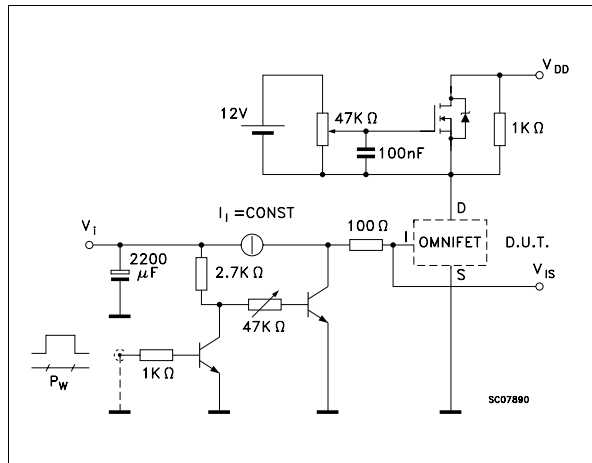 V DD
12V
47K Ω
1K Ω
100nF
D
V i
I I =CONST
100 Ω
I
OMNIFET
D.U.T.
2200
µF
2.7K Ω
S
V IS
47K Ω
1K Ω
P W
SC07890